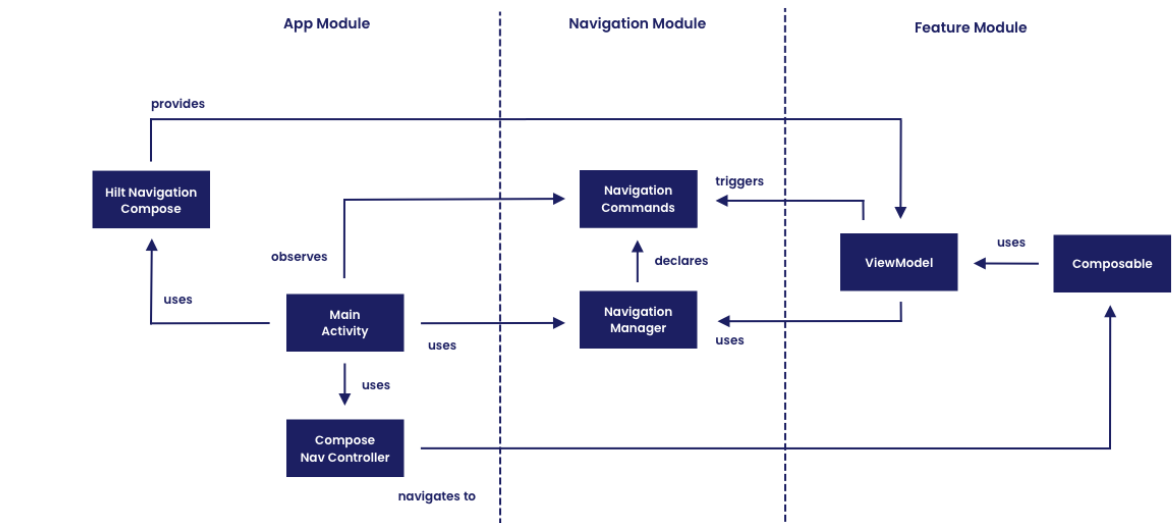 App Module
Navigation Module
Feature Module
provides
Hilt Navigation
Compose
Navigation
Commands
triggers
ViewModel
uses
Composable
observes
declares
uses
Main
Activity
uses
Navigation
Manager
uses
uses
Compose
Nav Controller
navigates to